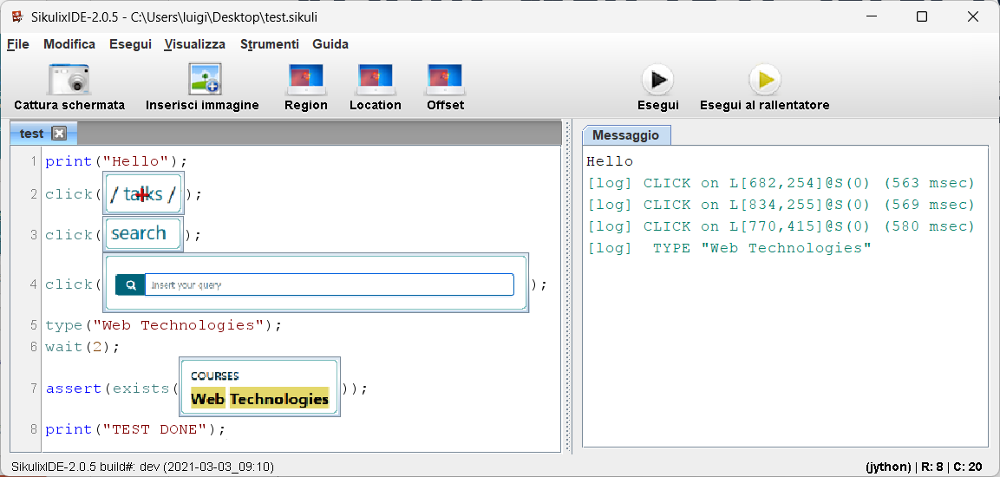 SikulixIDE-2.0.5 - C:\Users\luigi\Desktop\test.sikuli
File Modifica Esegui Visualizza Strumenti Guida
Cattura schermata Inserisci immagine Region Location Offset Esegui Esegui al rallentatore
test
1 print("Hello");
2 click( / talks / );
3 click( search );
4 click( Insert your query );
5 type("Web Technologies");
6 wait(2);
7 assert(exists( COURSES
Web Technologies ));
8 print("TEST DONE");
Messaggio
Hello
[log] CLICK on L[682,254]@S(0) (563 msec)
[log] CLICK on L[834,255]@S(0) (569 msec)
[log] CLICK on L[770,415]@S(0) (580 msec)
[log] TYPE "Web Technologies"
SikulixIDE-2.0.5 build#: dev (2021-03-03_09:10) (jython) | R: 8 | C: 20